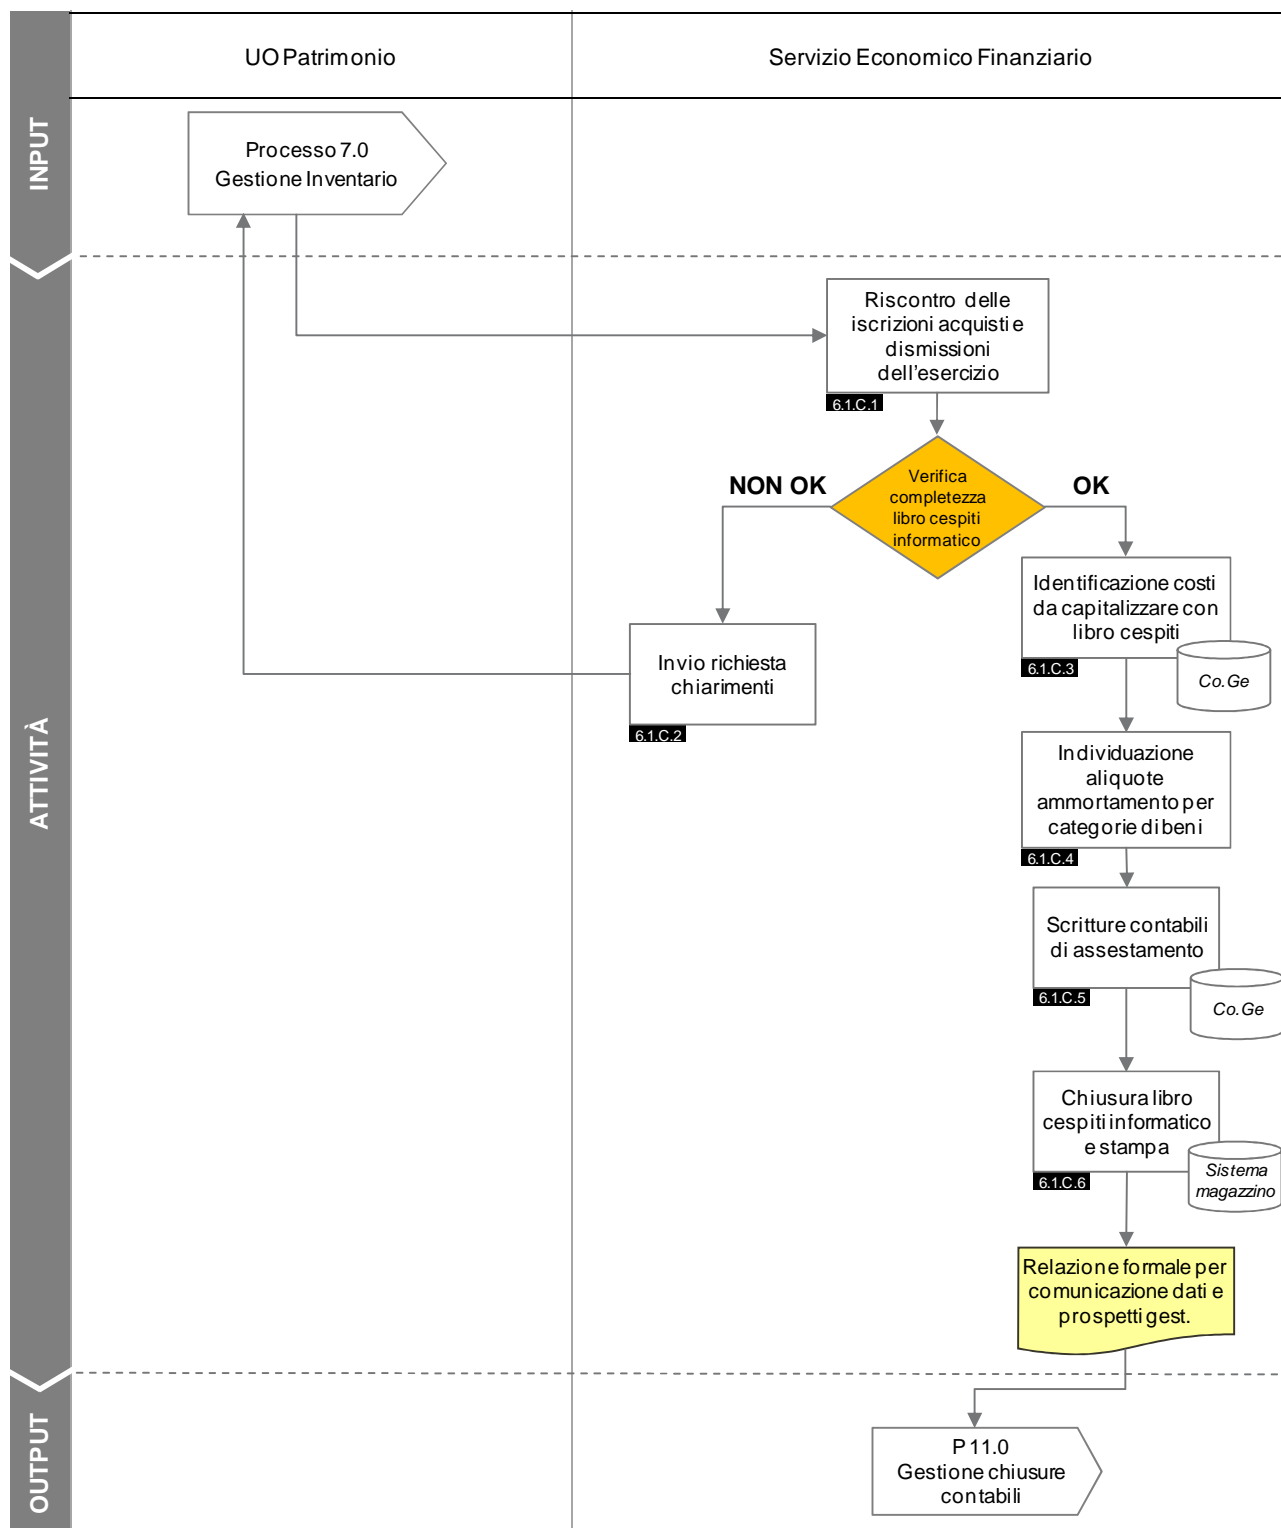 UO Patrimonio
Servizio Economico Finanziario
INPUT
Processo 7.0
Gestione Inventario
ATTIVITÀ
Riscontro delle
iscrizioni acquisti e
dismissioni
dell'esercizio
6.1.C.1
Verifica
completezza
libro cespiti
informatico
NON OK
OK
Invio richiesta
chiarimenti
6.1.C.2
Identificazione costi
da capitalizzare con
libro cespiti
6.1.C.3
Co.Ge
Individuazione
aliquote
ammortamento per
categorie di beni
6.1.C.4
Scritture contabili
di assestamento
6.1.C.5
Co.Ge
Chiusura libro
cespiti informatico
e stampa
6.1.C.6
Sistema
magazzino
Relazione formale per
comunicazione dati e
prospetti gest.
OUTPUT
P 11.0
Gestione chiusure
contabili